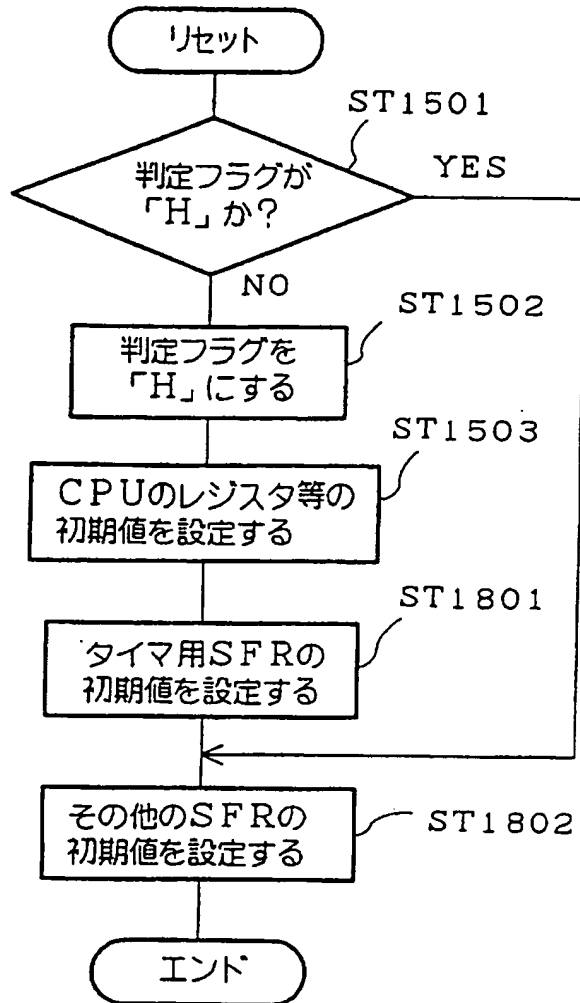 リセット
ST1501
判定フラグが
「H」か?
YES
NO
ST1502
判定フラグを
「H」にする
ST1503
CPUのレジスタ等の
初期値を設定する
ST1801
タイマ用SFRの
初期値を設定する
その他のSFRの
初期値を設定する
ST1802
エンド